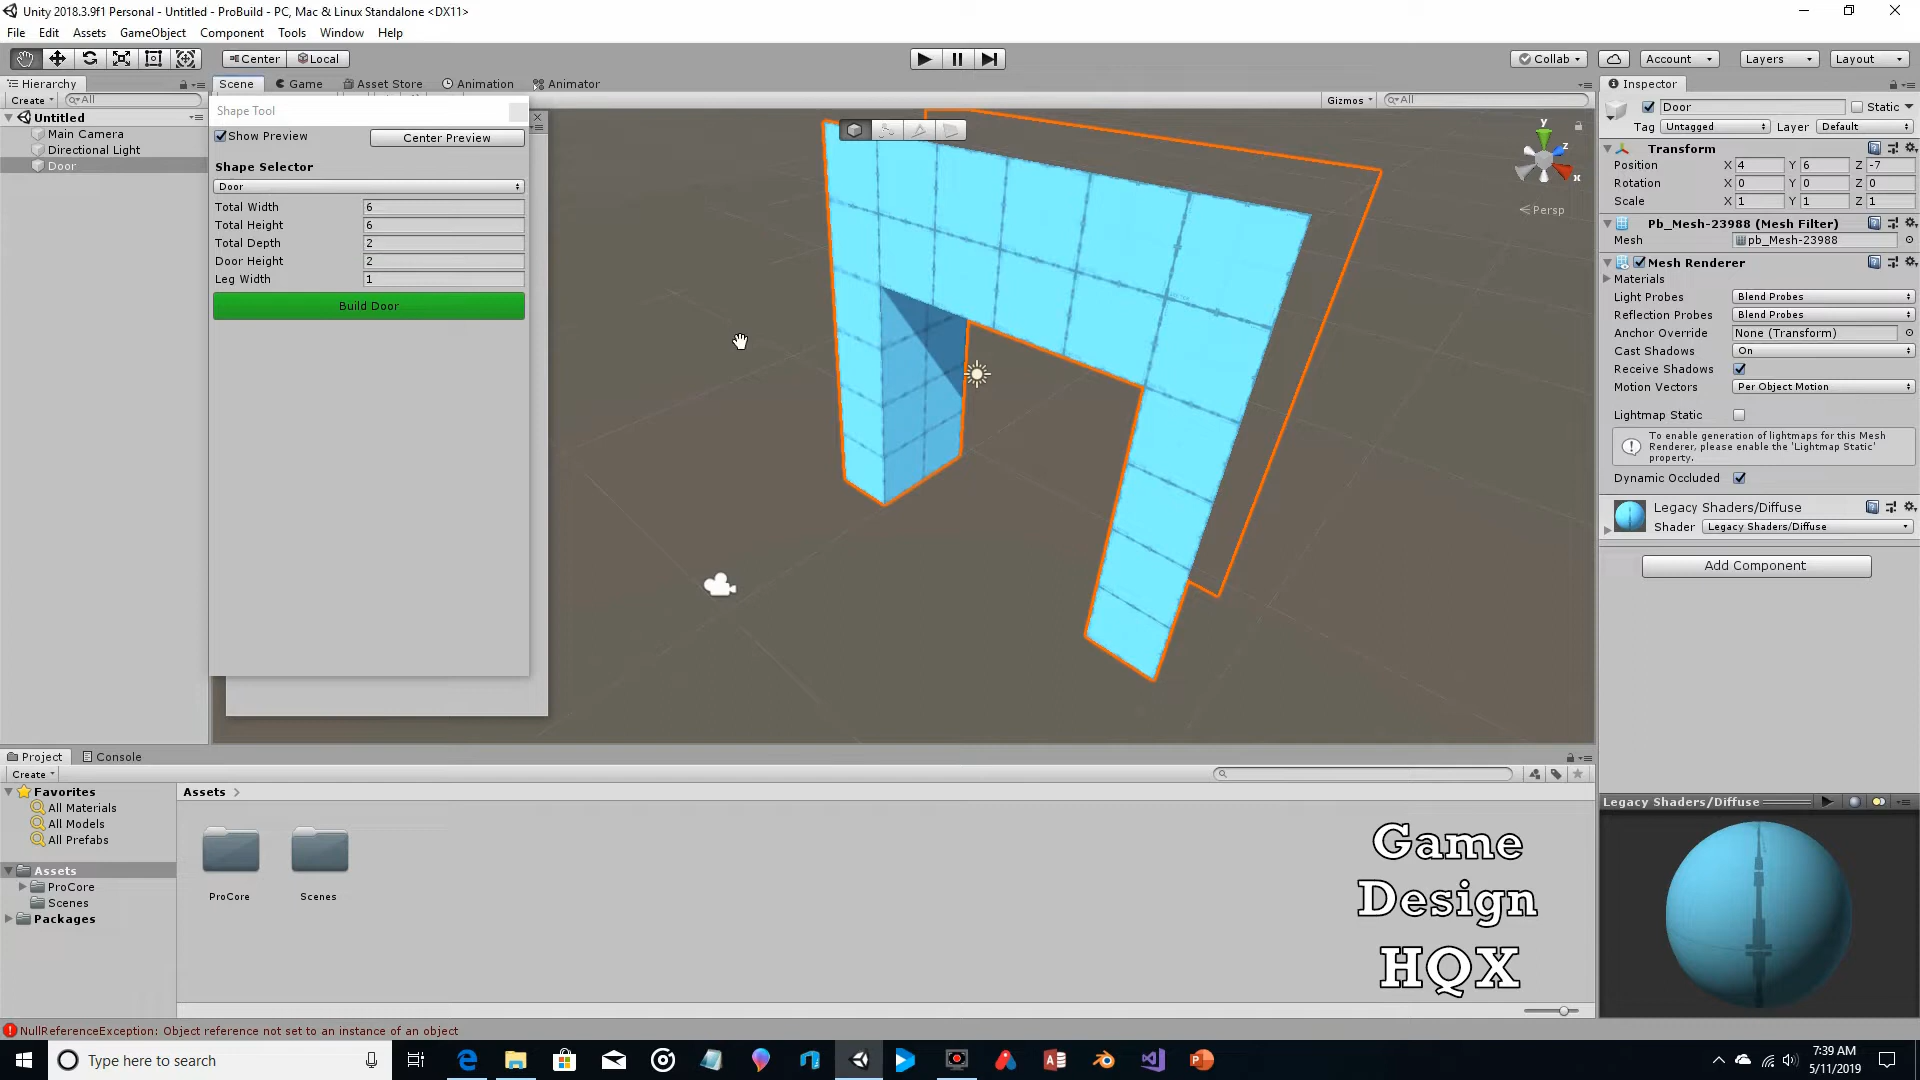 Unity 2018.3.9f1 Personal - Untitled - ProBuild - PC, Mac & Linux Standalone <DX11>
File Edit Assets GameObject Component Tools Window Help
Center Local Collab Account Layers Layout
Hierarchy Scene Game Asset Store Animation Animator Inspector
Create All
Gizmos All
Untitled
Main Camera
Directional Light
Door
Shape Tool
Show Preview Center Preview
Shape Selector
Door
Total Width 6
Total Height 6
Total Depth 2
Door Height 2
Leg Width 1
Build Door
y
z
x
Persp
Door Static
Tag Untagged Layer Default
Transform
Position X 4 Y 6 Z -7
Rotation X 0 Y 0 Z 0
Scale X 1 Y 1 Z 1
Pb_Mesh-23988 (Mesh Filter)
Mesh pb_Mesh-23988
Mesh Renderer
Materials
Light Probes Blend Probes
Reflection Probes Blend Probes
Anchor Override None (Transform)
Cast Shadows On
Receive Shadows
Motion Vectors Per Object Motion
Lightmap Static
To enable generation of lightmaps for this Mesh
Renderer, please enable the 'Lightmap Static'
property.
Dynamic Occluded
Legacy Shaders/Diffuse
Shader Legacy Shaders/Diffuse
Add Component
Project Console
Create
Favorites
All Materials
All Models
All Prefabs
Assets
ProCore
Scenes
Packages
Assets
ProCore Scenes
Game
Design
HQX
Legacy Shaders/Diffuse
NullReferenceException: Object reference not set to an instance of an object
Type here to search
7:39 AM
5/11/2019